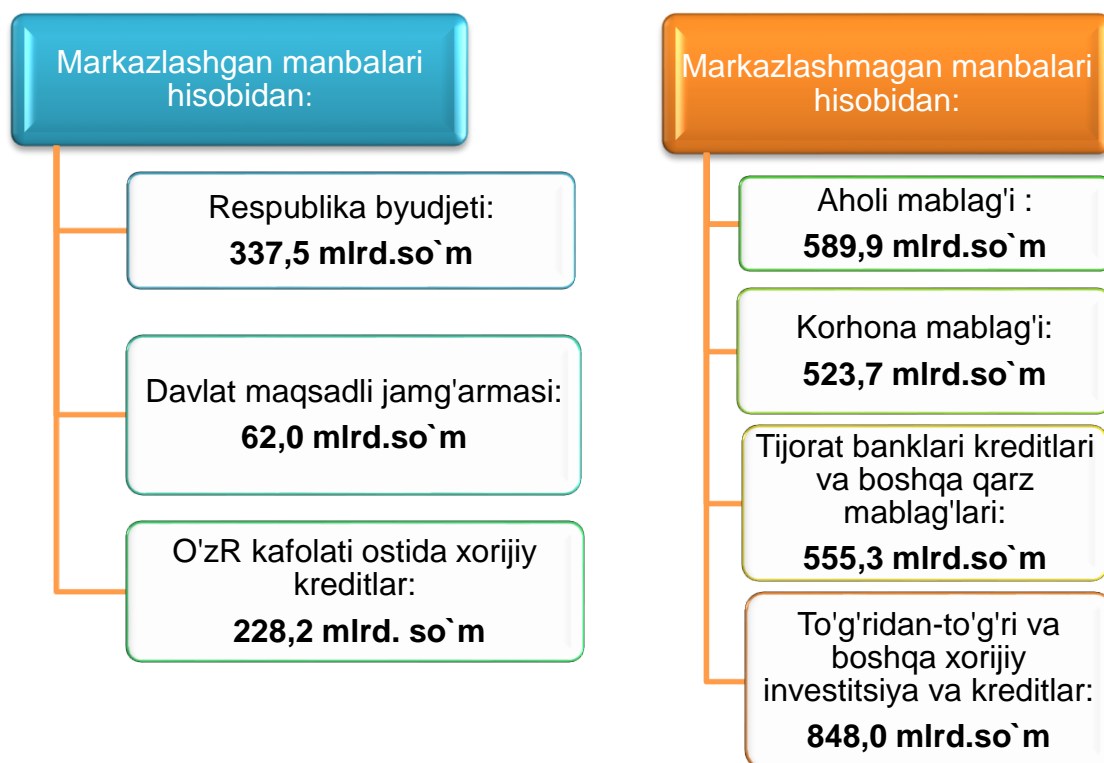 Markazlashgan manbalari
hisobidan:
Respublika byudjeti:
337,5 mlrd.so`m
Davlat maqsadli jamg'armasi:
62,0 mlrd.so`m
O'zR kafolati ostida xorijiy
kreditlar:
228,2 mlrd. so`m
Markazlashmagan manbalari
hisobidan:
Aholi mablag'i :
589,9 mlrd.so`m
Korhona mablag'i:
523,7 mlrd.so`m
Tijorat banklari kreditlari
va boshqa qarz
mablag'lari:
555,3 mlrd.so`m
To'g'ridan-to'g'ri va
boshqa xorijiy
investitsiya va kreditlar:
848,0 mlrd.so`m